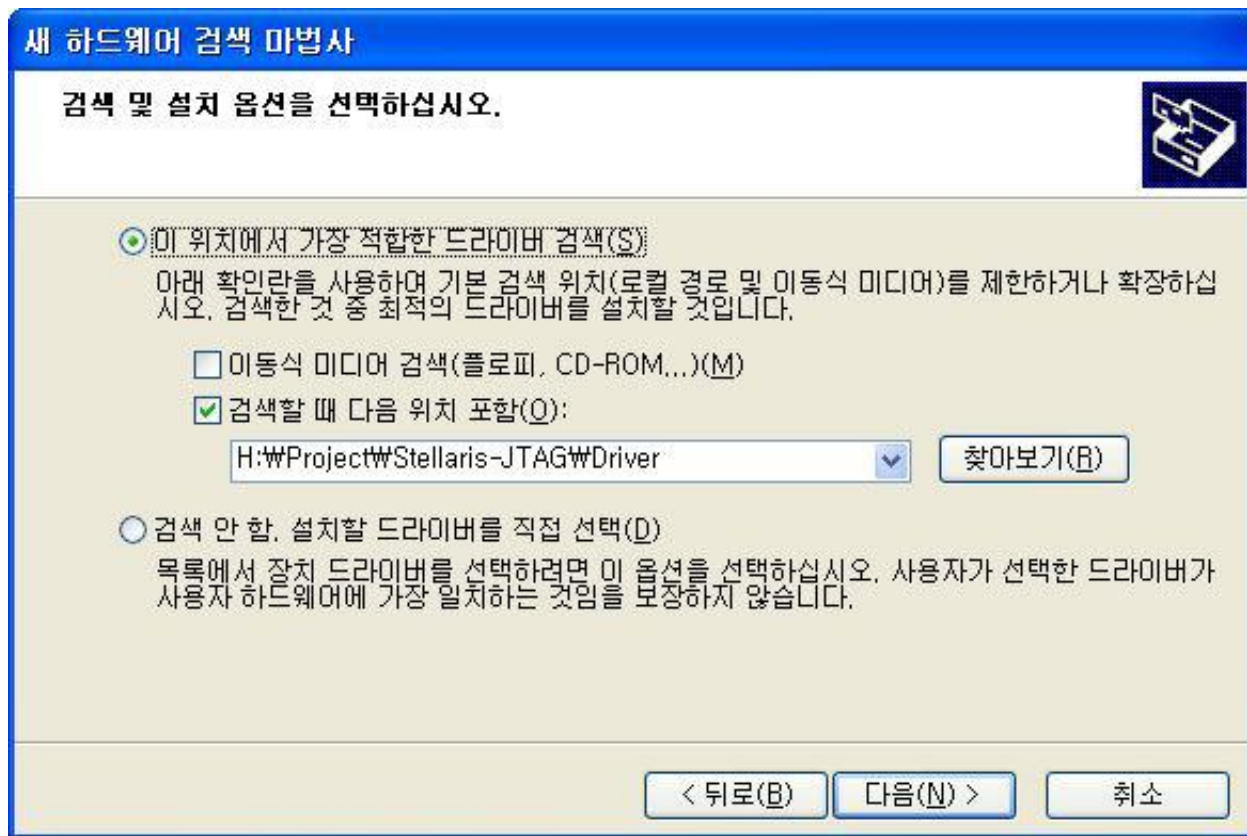 새 하드웨어 검색 마법사
검색 및 설치 옵션을 선택하십시오.
이 위치에서 가장 적합한 드라이버 검색(S)
아래 확인란을 사용하여 기본 검색 위치(로컬 경로 및 이동식 미디어)를 제한하거나 확장하십
시오. 검색한 것 중 최적의 드라이버를 설치할 것입니다.
이동식 미디어 검색(플로피, CD-ROM...)(M)
검색할 때 다음 위치 포함(O):
H:₩Project₩Stellaris-JTAG₩Driver
찾아보기(R)
검색 안 함. 설치할 드라이버를 직접 선택(D)
목록에서 장치 드라이버를 선택하려면 이 옵션을 선택하십시오. 사용자가 선택한 드라이버가
사용자 하드웨어에 가장 일치하는 것임을 보장하지 않습니다.
< 뒤로(B)
다음(N) >
취소